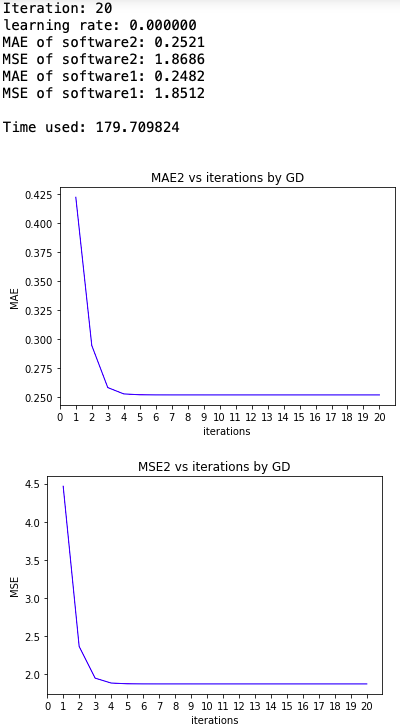 Iteration: 20
learning rate: 0.000000
MAE of software2: 0.2521
MSE of software2: 1.8686
MAE of software1: 0.2482
MSE of software1: 1.8512
Time used: 179.709824
MAE2 vs iterations by GD
0.425
0.400
0.375
0.350
0.325
0.300
0.275
0.250
MAE
0 1 2 3 4 5 6 7 8 9 10 11 12 13 14 15 16 17 18 19 20
iterations
MSE2 vs iterations by GD
4.5
4.0
3.5
3.0
2.5
2.0
MSE
0 1 2 3 4 5 6 7 8 9 10 11 12 13 14 15 16 17 18 19 20
iterations